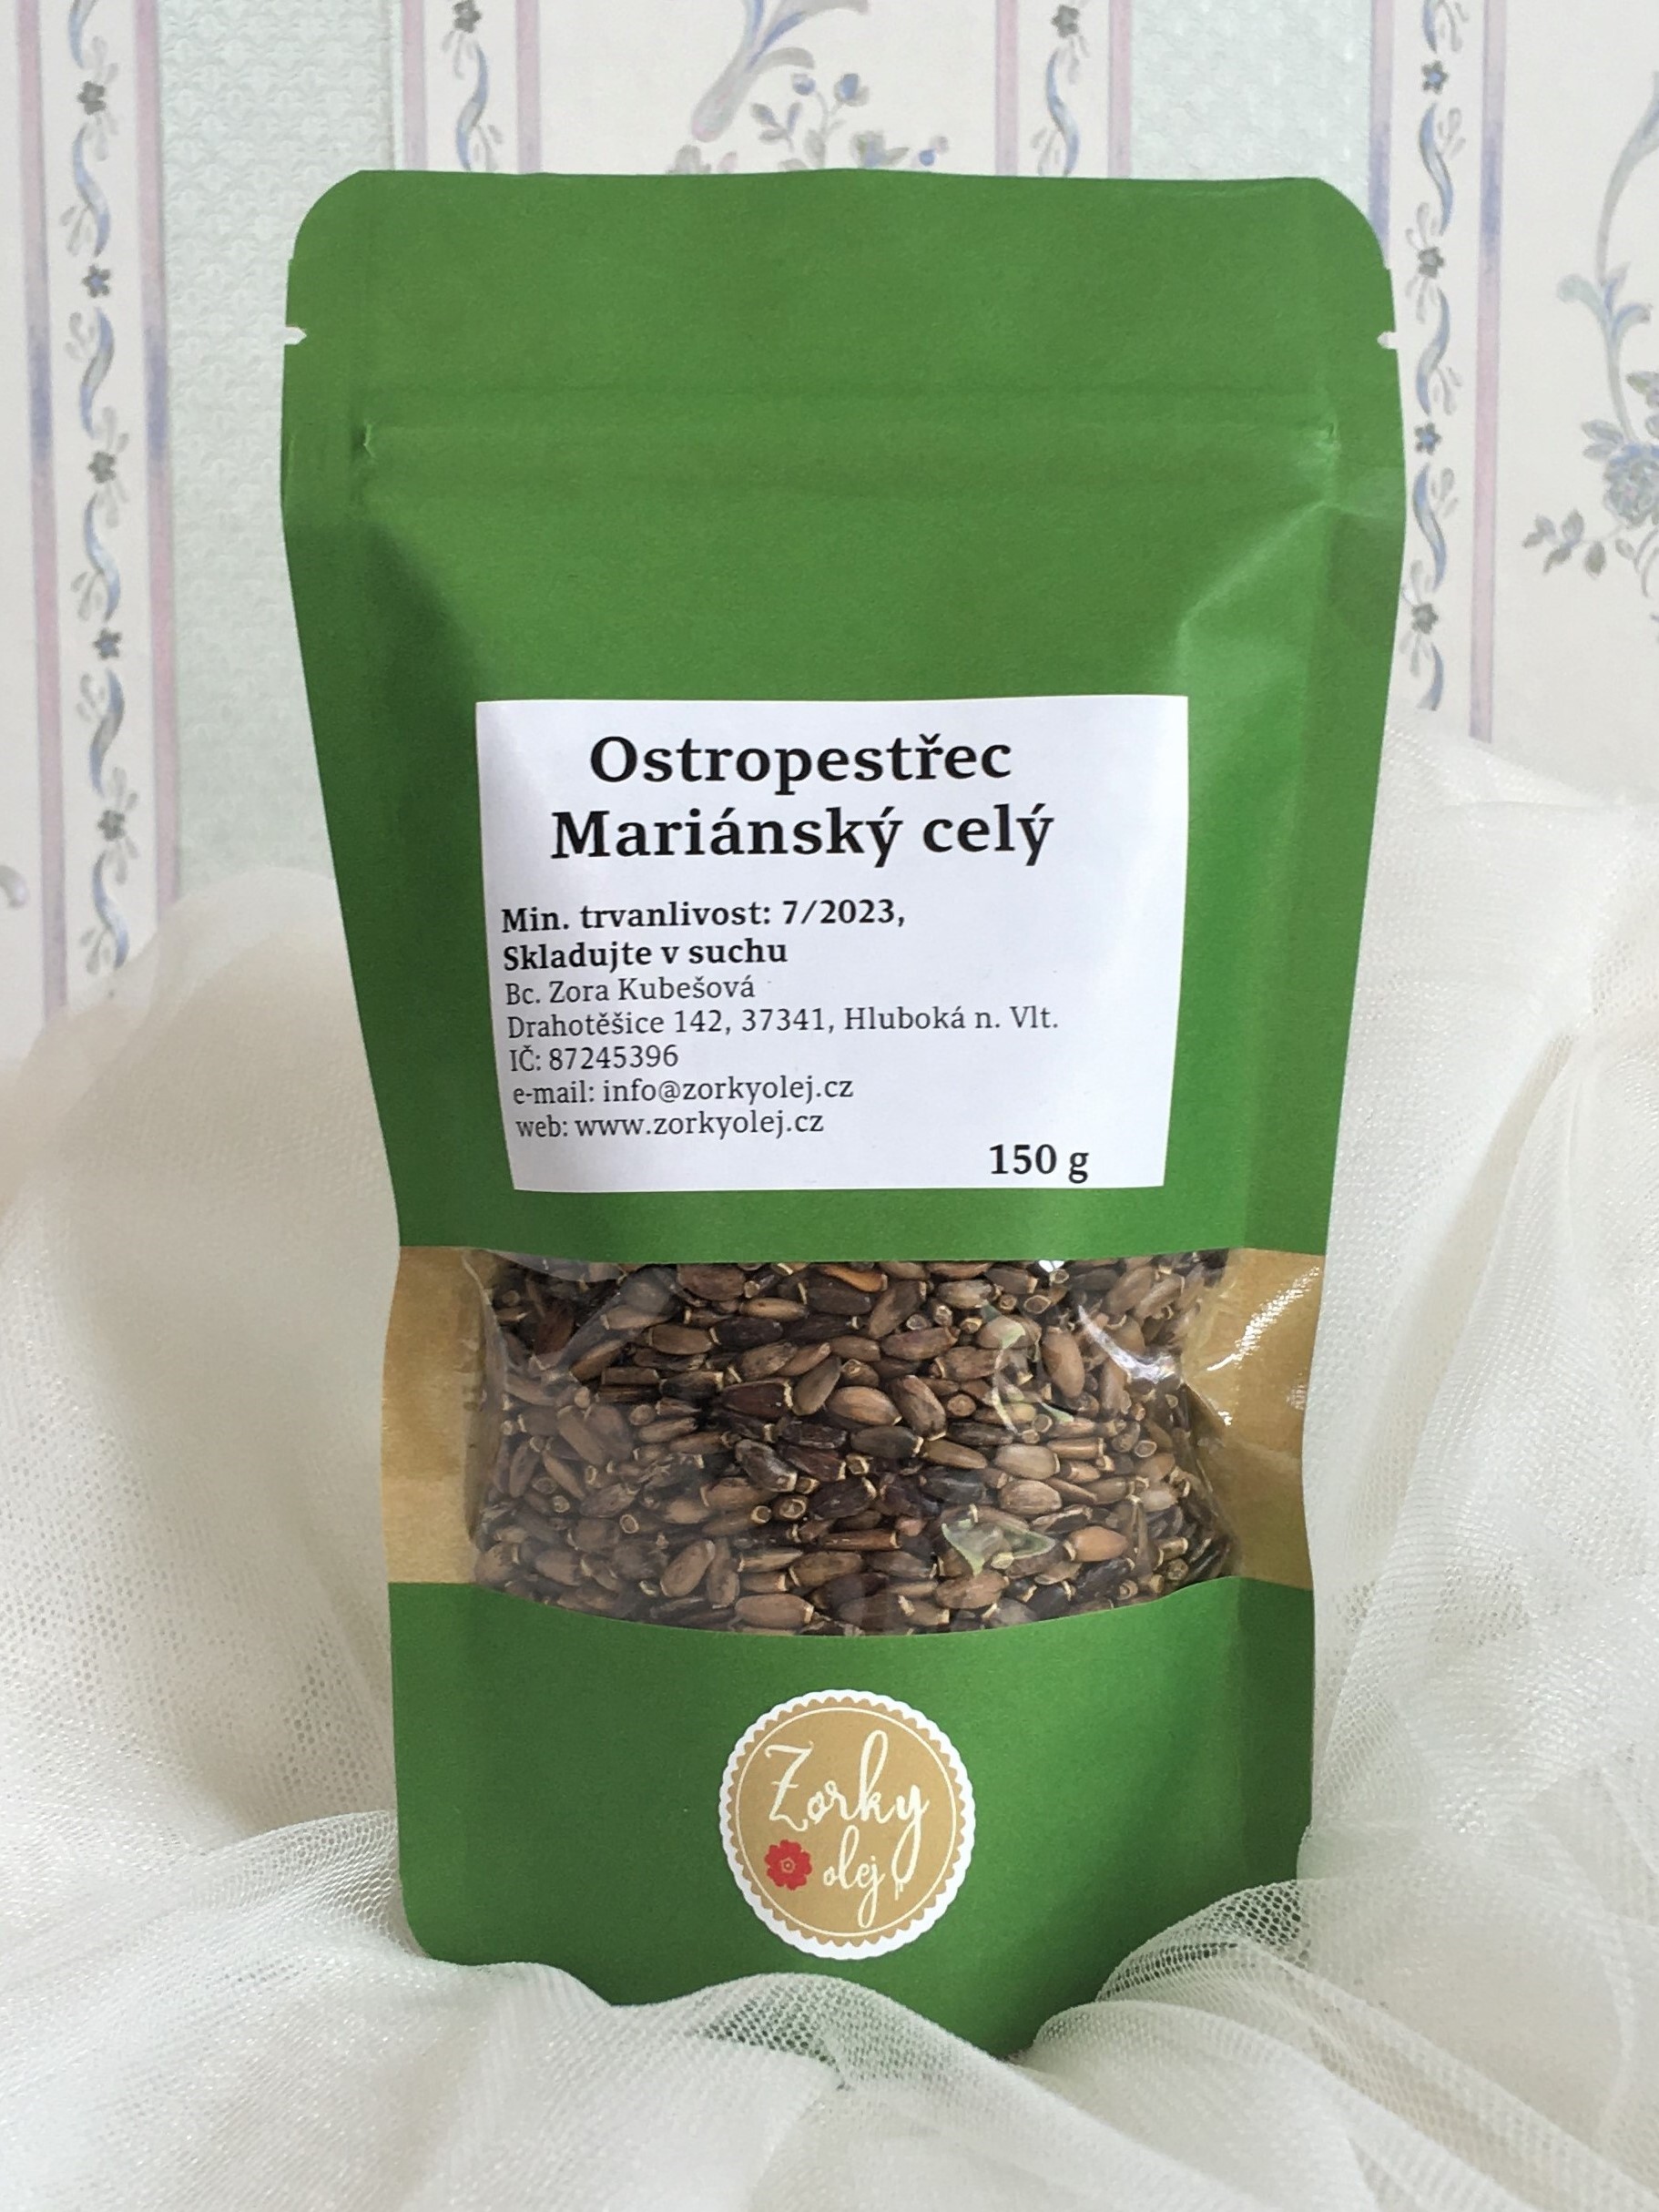 Ostropestřec
Mariánský celý
Min. trvanlivost: 7/2023,
Skladujte v suchu
Bc. Zora Kubešová
Drahotěšice 142, 37341, Hluboká n. Vlt.
IČ: 87245396
e-mail: info@zorkyolej.cz
web: www.zorkyolej.cz
150 g
Zorky
olej